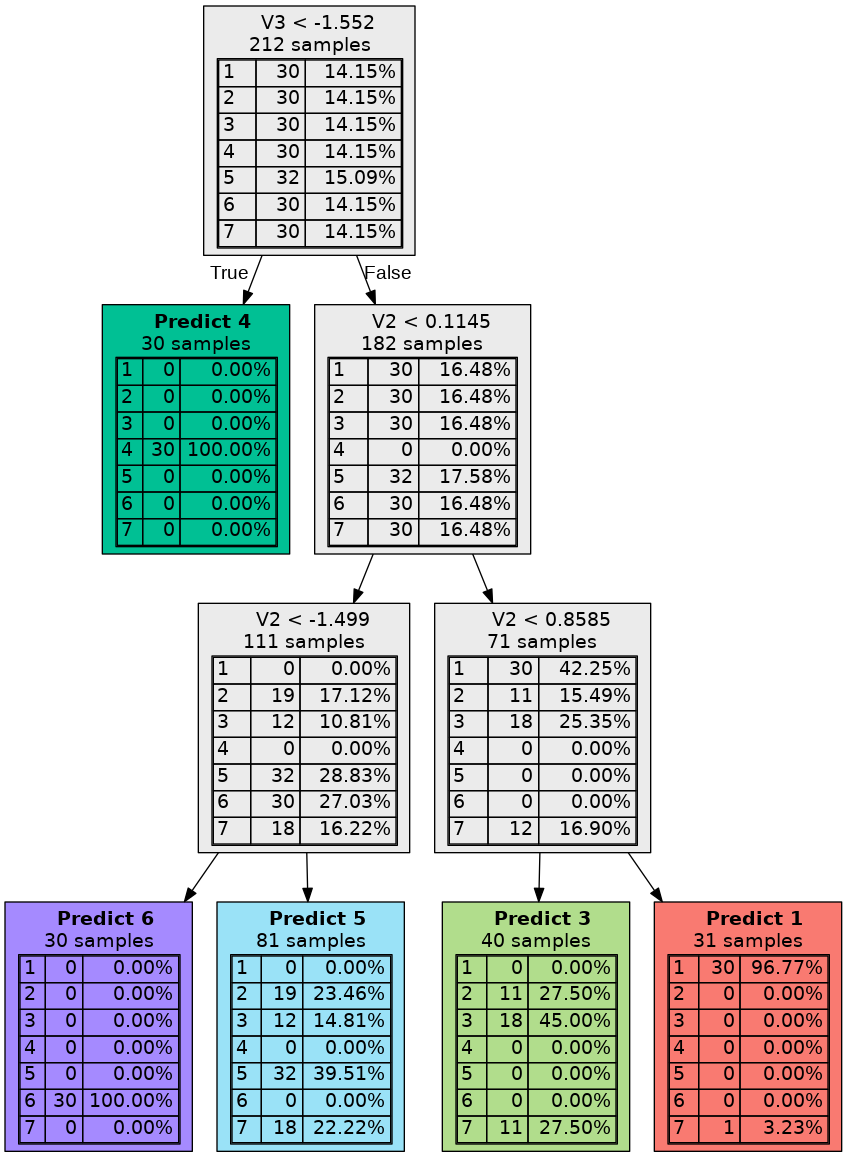 V3 < -1.552
212 samples
1 30 14.15%
2 30 14.15%
3 30 14.15%
4 30 14.15%
5 32 15.09%
6 30 14.15%
7 30 14.15%
True
False
Predict 4
30 samples
1 0 0.00%
2 0 0.00%
3 0 0.00%
4 30 100.00%
5 0 0.00%
6 0 0.00%
7 0 0.00%
V2 < 0.1145
182 samples
1 30 16.48%
2 30 16.48%
3 30 16.48%
4 0 0.00%
5 32 17.58%
6 30 16.48%
7 30 16.48%
V2 < -1.499
111 samples
1 0 0.00%
2 19 17.12%
3 12 10.81%
4 0 0.00%
5 32 28.83%
6 30 27.03%
7 18 16.22%
V2 < 0.8585
71 samples
1 30 42.25%
2 11 15.49%
3 18 25.35%
4 0 0.00%
5 0 0.00%
6 0 0.00%
7 12 16.90%
Predict 6
30 samples
1 0 0.00%
2 0 0.00%
3 0 0.00%
4 0 0.00%
5 0 0.00%
6 30 100.00%
7 0 0.00%
Predict 5
81 samples
1 0 0.00%
2 19 23.46%
3 12 14.81%
4 0 0.00%
5 32 39.51%
6 0 0.00%
7 18 22.22%
Predict 3
40 samples
1 0 0.00%
2 11 27.50%
3 18 45.00%
4 0 0.00%
5 0 0.00%
6 0 0.00%
7 11 27.50%
Predict 1
31 samples
1 30 96.77%
2 0 0.00%
3 0 0.00%
4 0 0.00%
5 0 0.00%
6 0 0.00%
7 1 3.23%